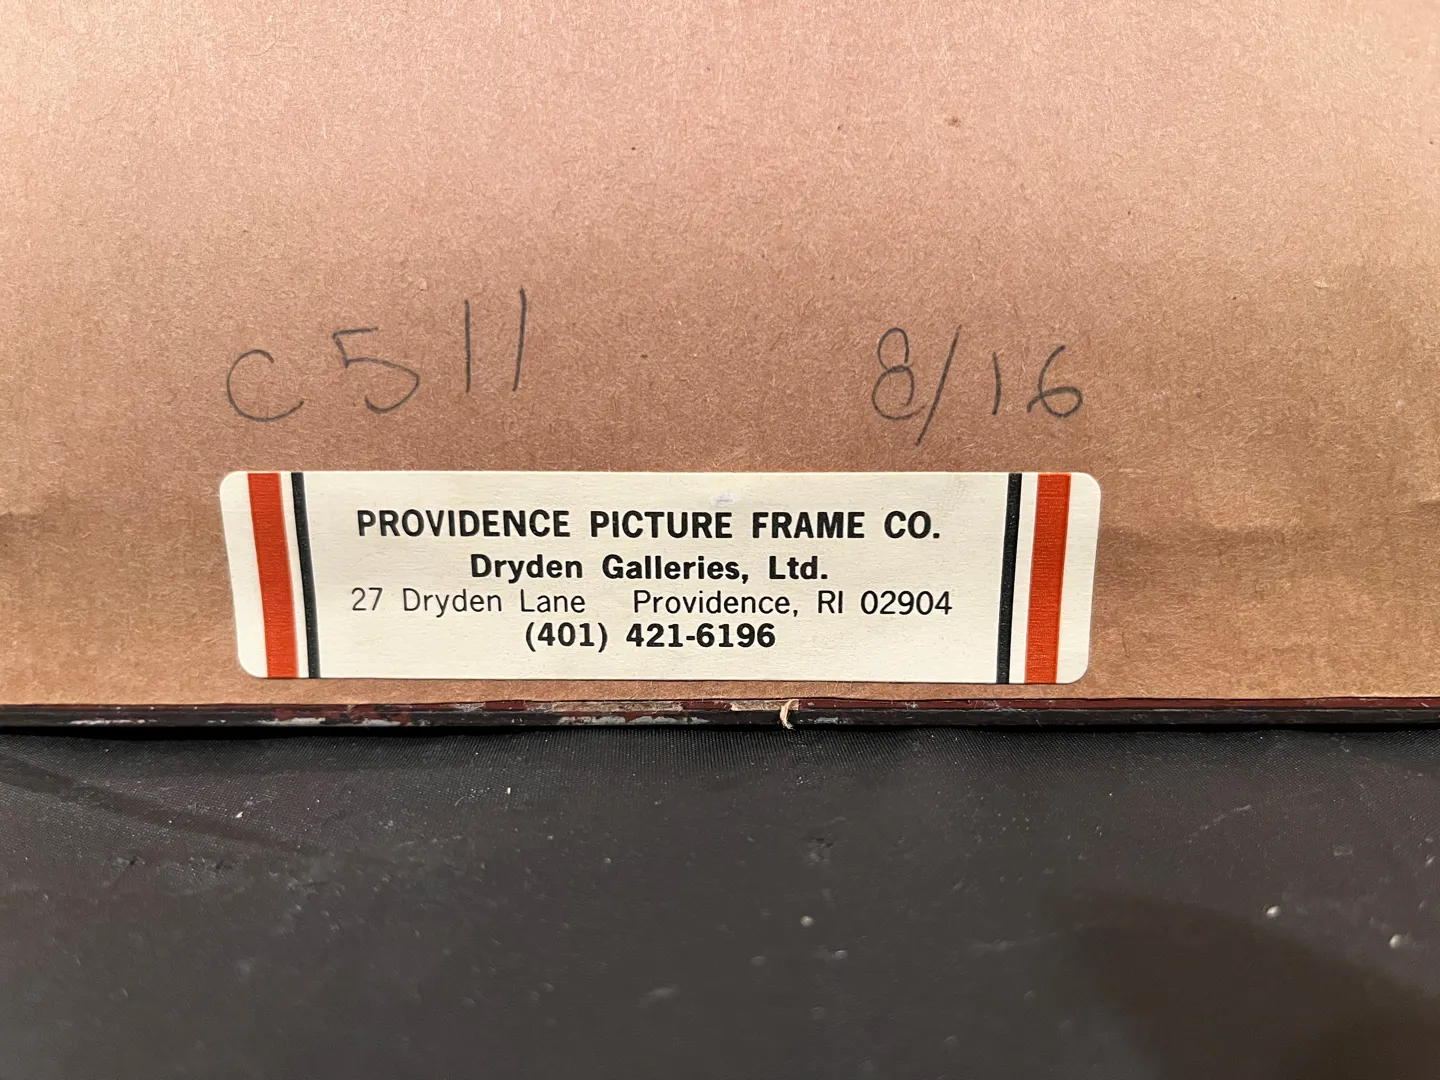 C511 8/16
PROVIDENCE PICTURE FRAME CO.
Dryden Galleries, Ltd.
27 Dryden Lane Providence, RI 02904
(401) 421-6196